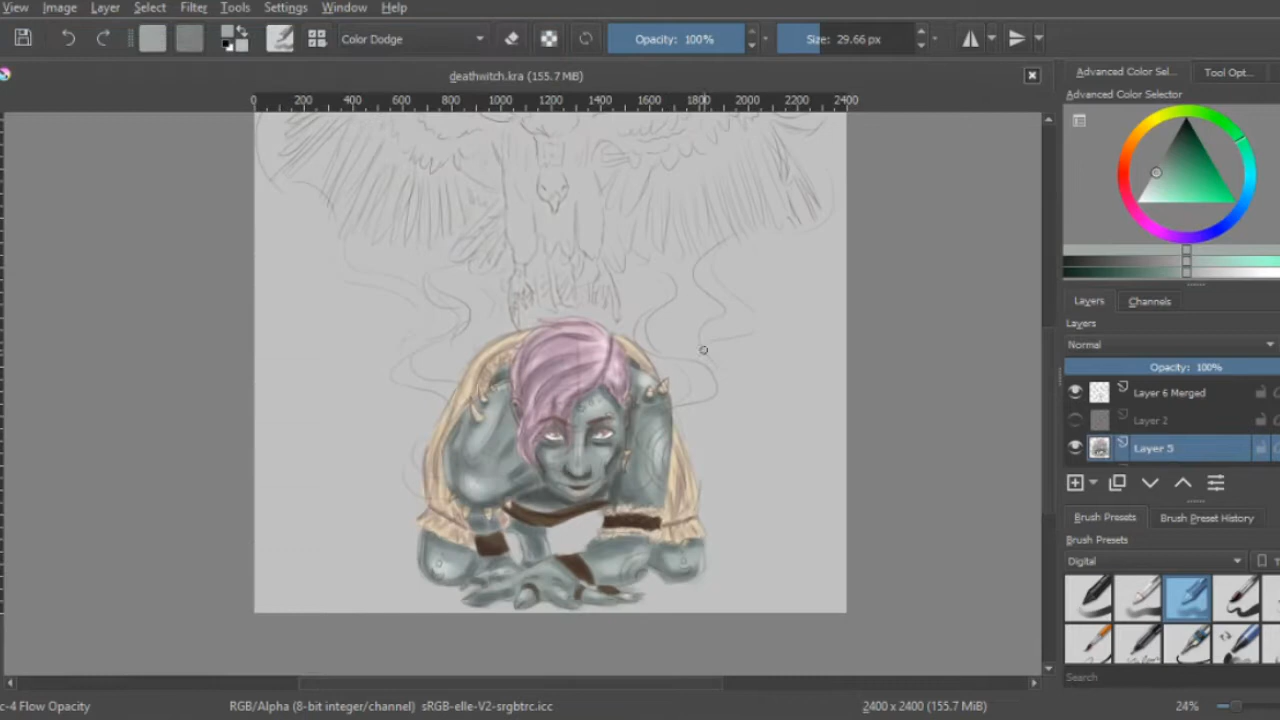 View Image Layer Select Filter Tools Settings Window Help
Color Dodge Opacity: 100% Size: 29.66 px
deathwitch.kra (155.7 MiB)
Advanced Color Sel... Tool Opt...
Advanced Color Selector
0 200 400 600 800 1000 1200 1400 1600 1800 2000 2200 2400
Layers Channels
Layers
Normal
Opacity: 100%
Layer 6 Merged
Layer 2
Layer 5
Brush Presets Brush Preset History
Brush Presets
Digital
Search
c-4 Flow Opacity RGB/Alpha (8-bit integer/channel) sRGB-elle-V2-srgbtrc.icc 2400 x 2400 (155.7 MiB) 24%